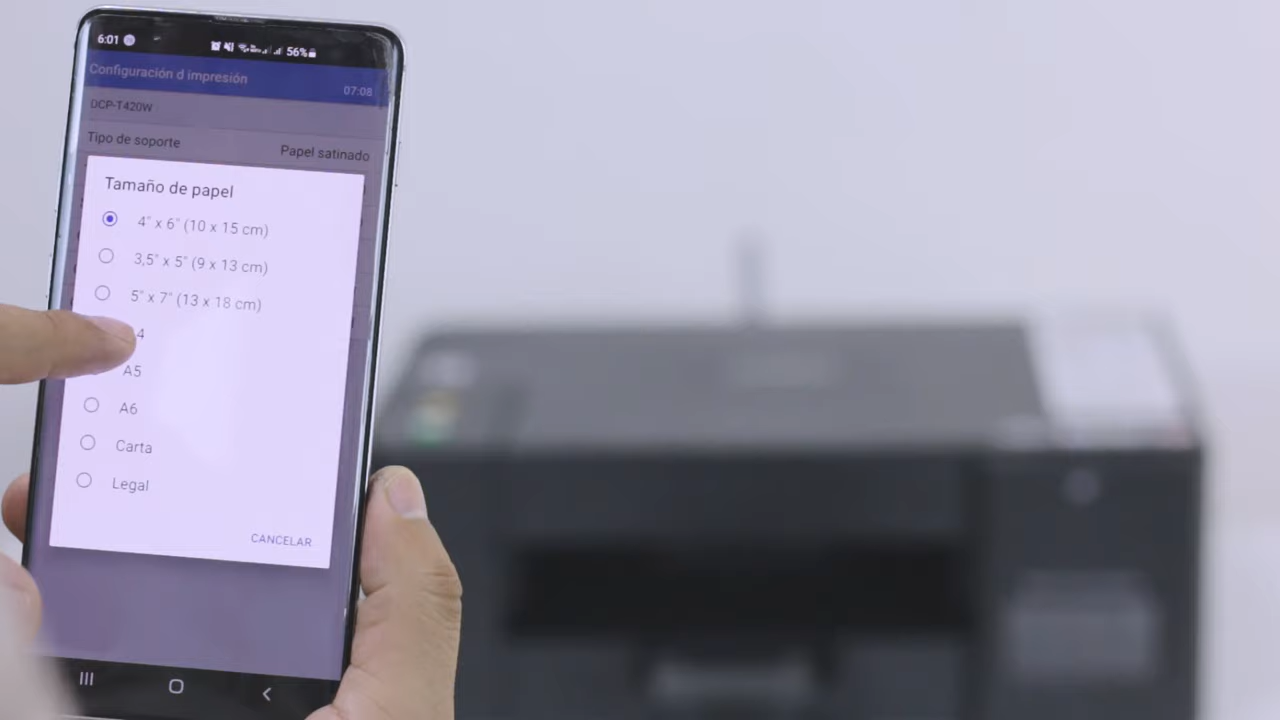 6:01
56%
Configuración d impresión
07:08
DCP-T420W
Tipo de soporte Papel satinado
Tamaño de papel
4" x 6" (10 x 15 cm)
3,5" x 5" (9 x 13 cm)
5" x 7" (13 x 18 cm)
4
A5
A6
Carta
Legal
CANCELAR